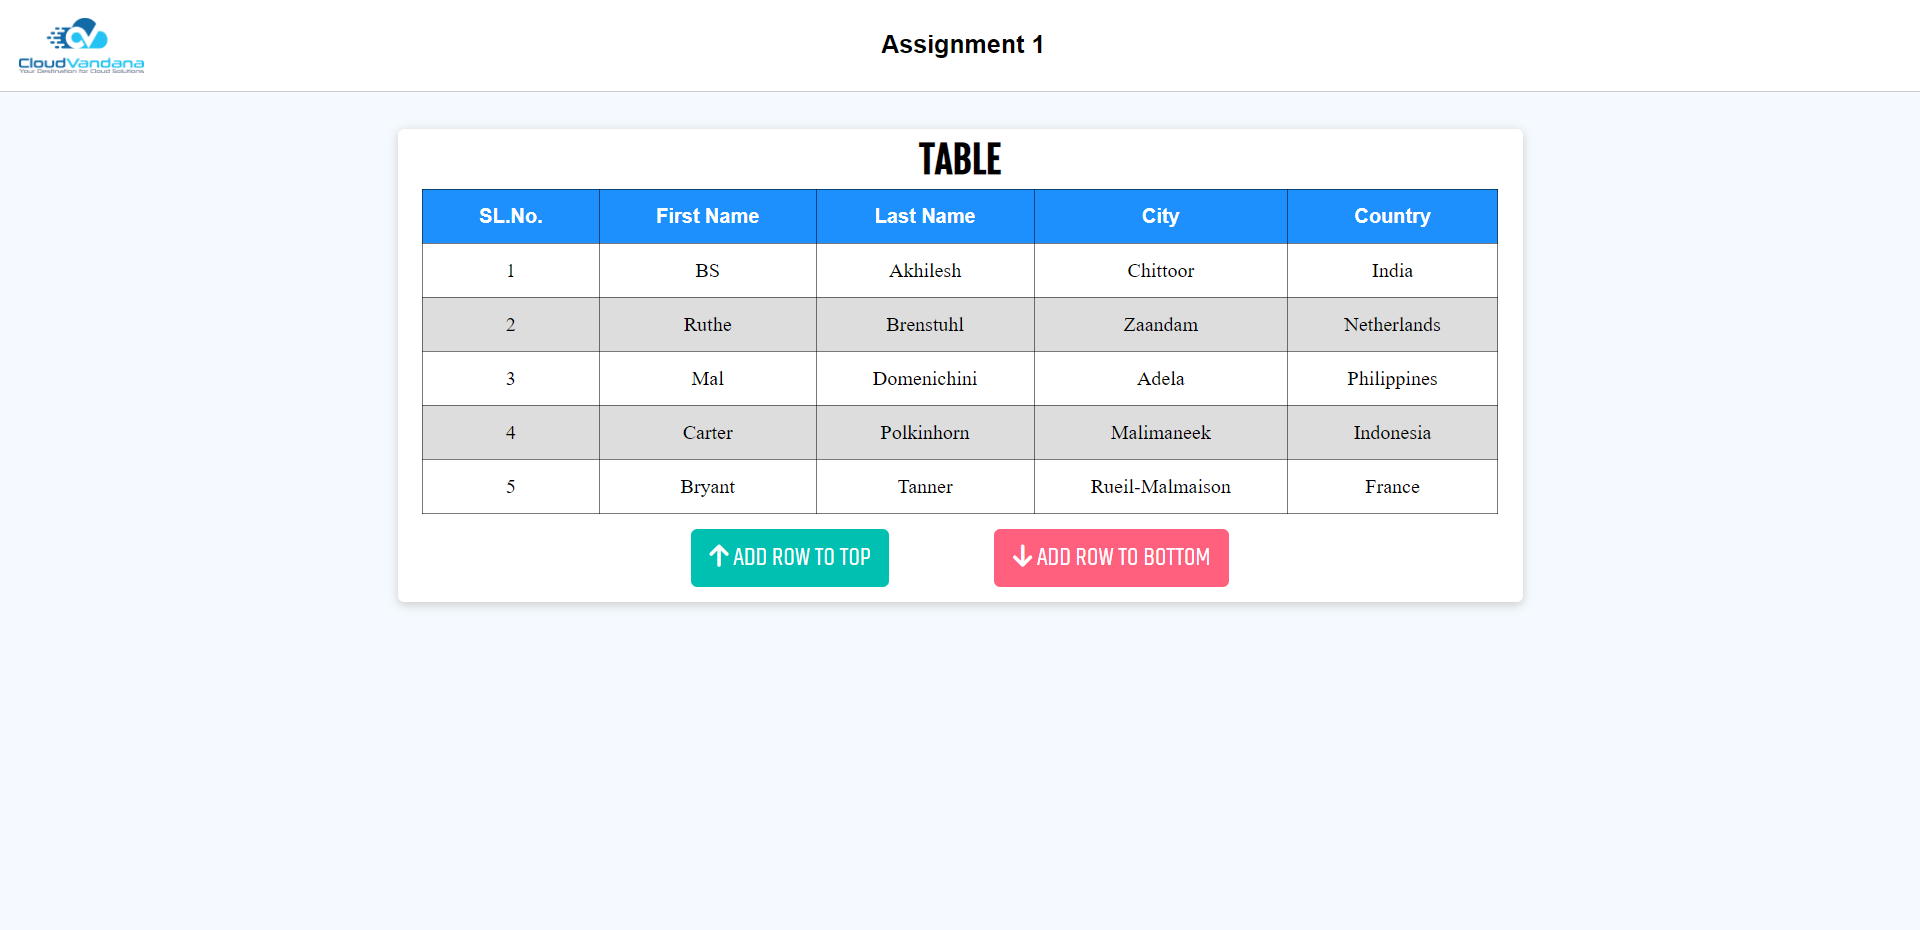 CloudVandana
Your Destination for Cloud Solutions
Assignment 1
TABLE
SL.No. First Name Last Name City Country
1 BS Akhilesh Chittoor India
2 Ruthe Brenstuhl Zaandam Netherlands
3 Mal Domenichini Adela Philippines
4 Carter Polkinhorn Malimaneek Indonesia
5 Bryant Tanner Rueil-Malmaison France
ADD ROW TO TOP ADD ROW TO BOTTOM